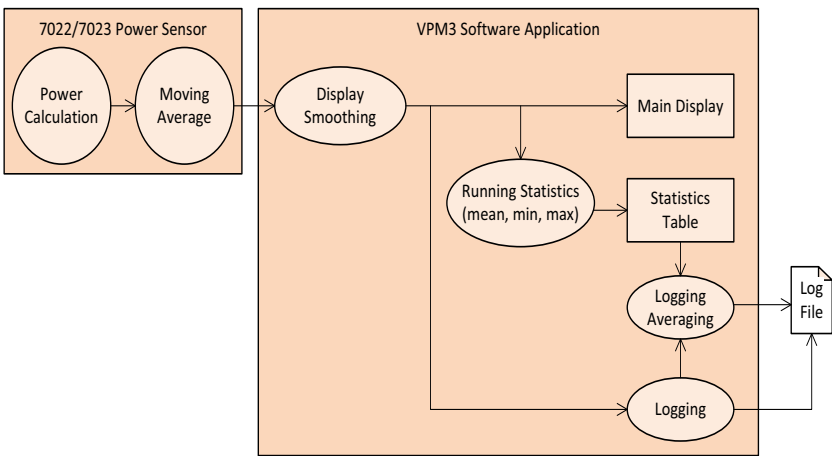 7022/7023 Power Sensor
Power
Calculation
Moving
Average
VPM3 Software Application
Display
Smoothing
Main Display
Running Statistics
(mean, min, max)
Statistics
Table
Logging
Averaging
Log
File
Logging